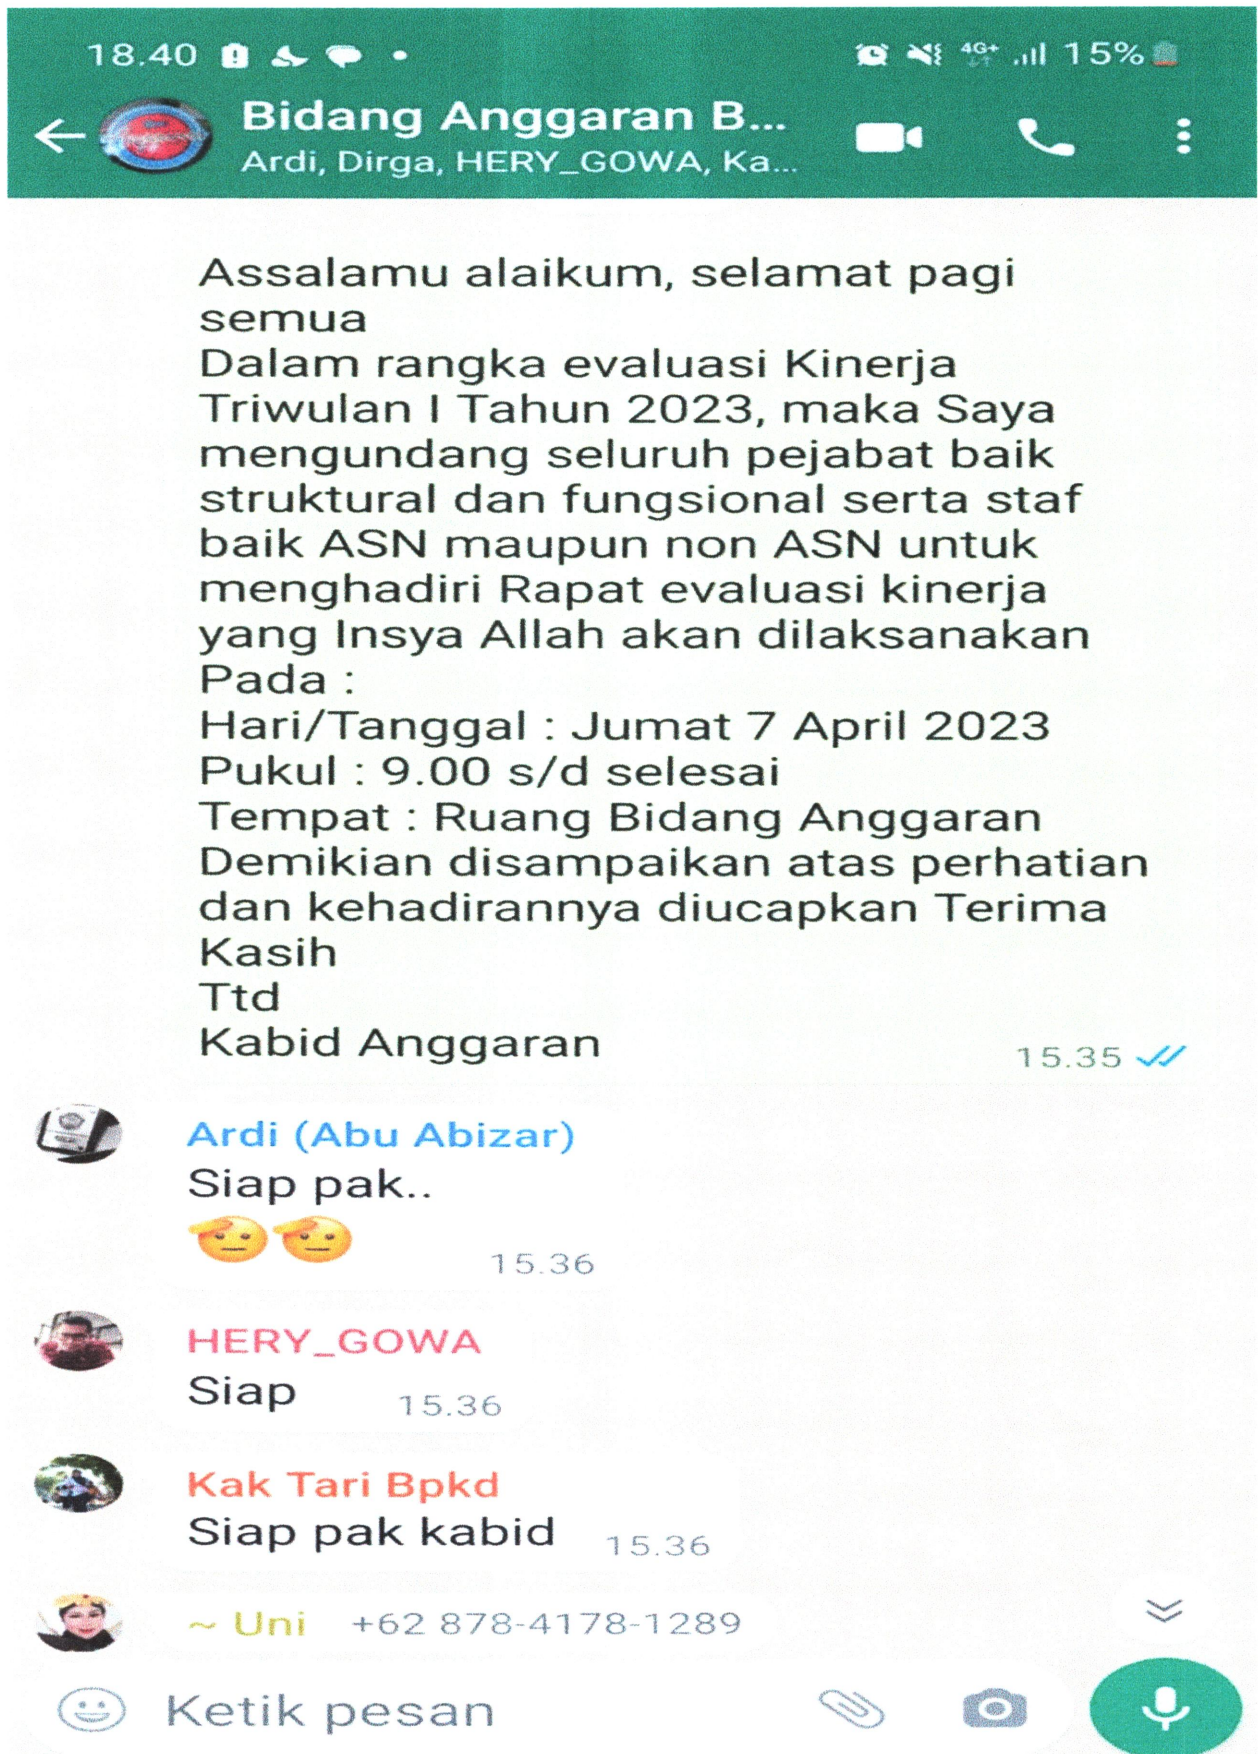 18.40 4G+ 15%
Bidang Anggaran B...
Ardi, Dirga, HERY_GOWA, Ka...
Assalamu alaikum, selamat pagi
semua
Dalam rangka evaluasi Kinerja
Triwulan I Tahun 2023, maka Saya
mengundang seluruh pejabat baik
struktural dan fungsional serta staf
baik ASN maupun non ASN untuk
menghadiri Rapat evaluasi kinerja
yang Insya Allah akan dilaksanakan
Pada :
Hari/Tanggal : Jumat 7 April 2023
Pukul : 9.00 s/d selesai
Tempat : Ruang Bidang Anggaran
Demikian disampaikan atas perhatian
dan kehadirannya diucapkan Terima
Kasih
Ttd
Kabid Anggaran
15.35
Ardi (Abu Abizar)
Siap pak..
🫡🫡 15.36
HERY_GOWA
Siap 15.36
Kak Tari Bpkd
Siap pak kabid 15.36
~ Uni +62 878-4178-1289
Ketik pesan